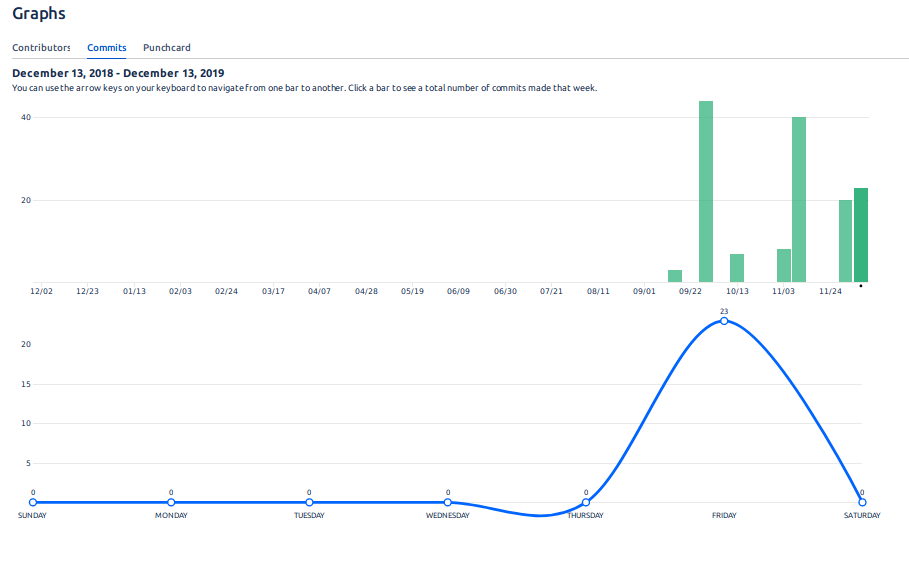 Graphs
Contributors Commits Punchcard
December 13, 2018 - December 13, 2019
You can use the arrow keys on your keyboard to navigate from one bar to another. Click a bar to see a total number of commits made that week.
40
20
12/02 12/23 01/13 02/03 02/24 03/17 04/07 04/28 05/19 06/09 06/30 07/21 08/11 09/01 09/22 10/13 11/03 11/24
23
20
15
10
5
0 0 0 0 0 0
SUNDAY MONDAY TUESDAY WEDNESDAY THURSDAY FRIDAY SATURDAY